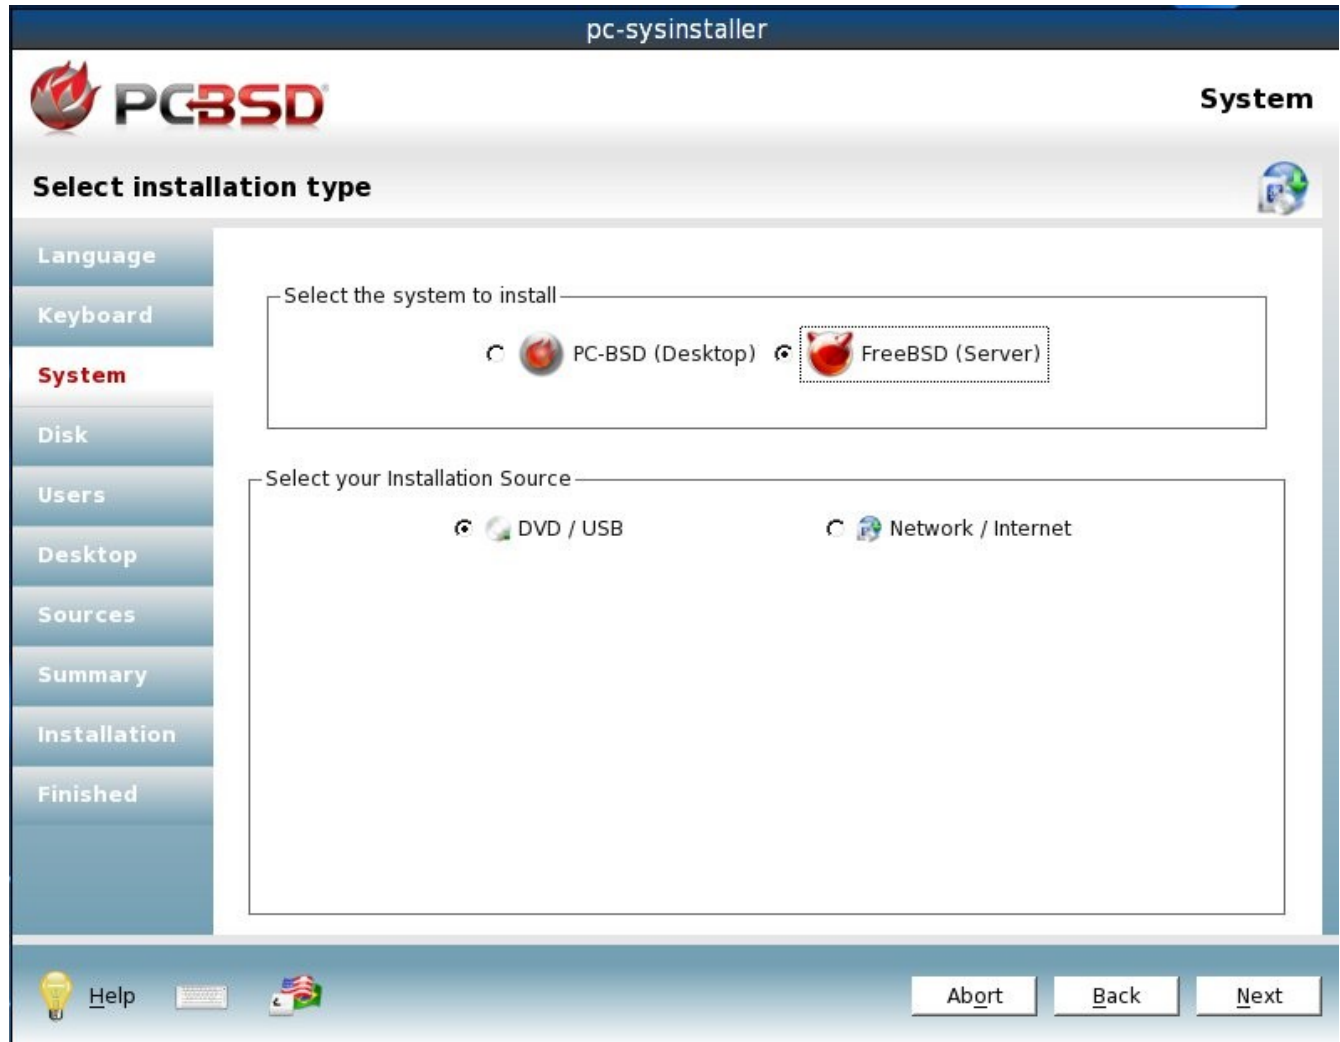 pc-sysinstaller
PCBSD
System
Select installation type
Language
Keyboard
System
Disk
Users
Desktop
Sources
Summary
Installation
Finished
Select the system to install
PC-BSD (Desktop) FreeBSD (Server)
Select your Installation Source
DVD / USB Network / Internet
Help
Abort Back Next